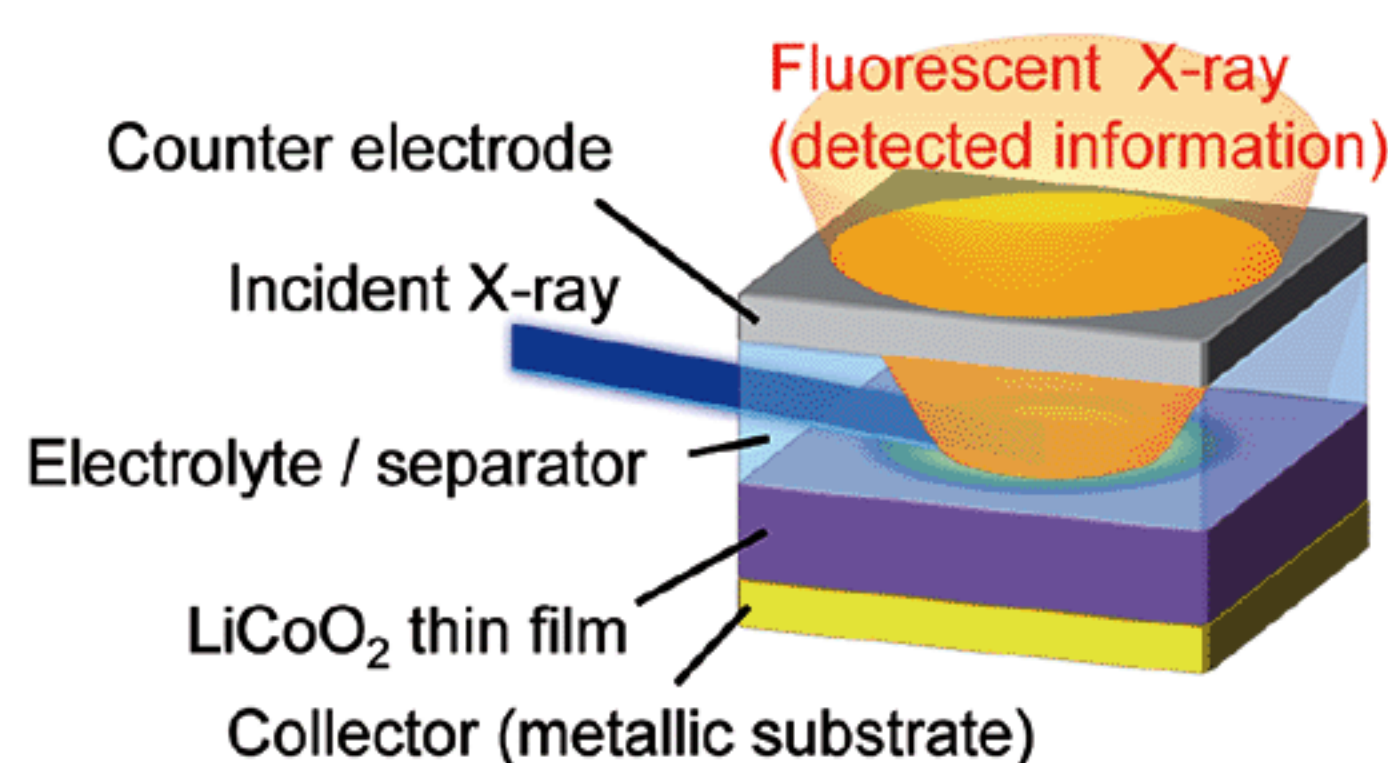 Fluorescent X-ray
(detected information)
Counter electrode
Incident X-ray
Electrolyte / separator
LiCoO₂ thin film
Collector (metallic substrate)